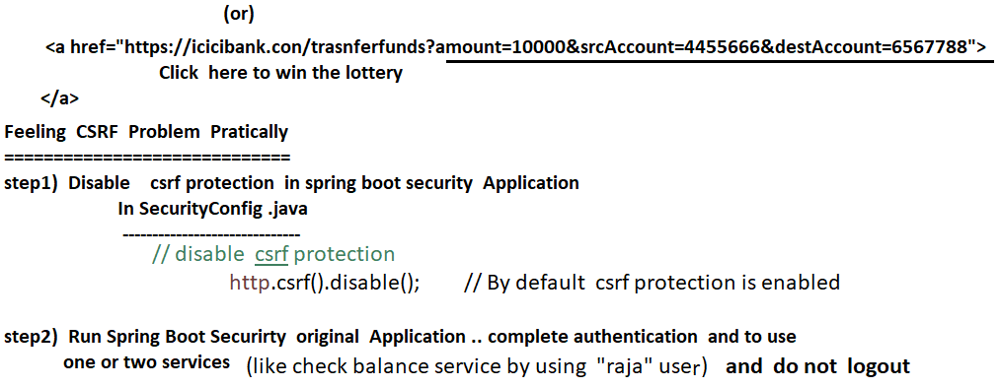 (or)
<a href="https://icicibank.con/trasnferfunds?amount=10000&srcAccount=4455666&destAccount=6567788">
Click here to win the lottery
</a>
Feeling CSRF Problem Pratically
=============================
step1) Disable csrf protection in spring boot security Application
In SecurityConfig .java
------------------------------
// disable csrf protection
http.csrf().disable(); // By default csrf protection is enabled
step2) Run Spring Boot Securirty original Application .. complete authentication and to use
one or two services (like check balance service by using "raja" user) and do not logout